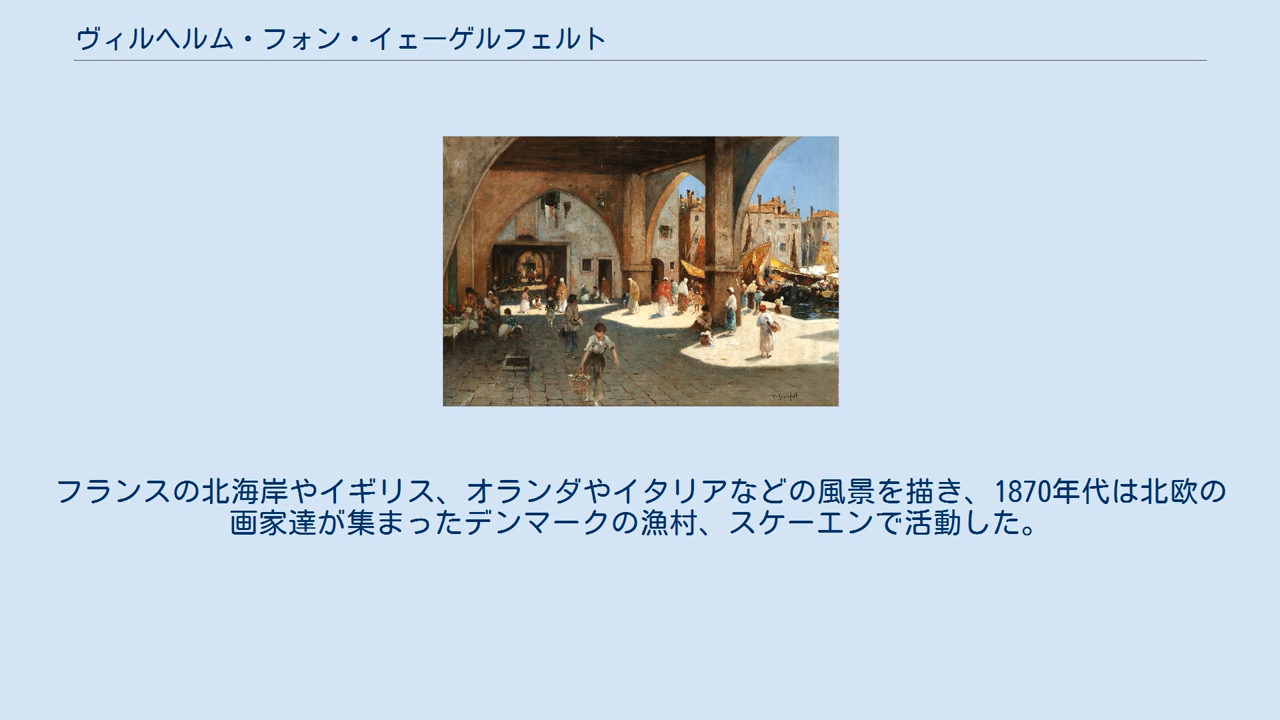 ヴィルヘルム・フォン・イェーゲルフェルト
フランスの北海岸やイギリス、オランダやイタリアなどの風景を描き、1870年代は北欧の
画家達が集まったデンマークの漁村、スケーエンで活動した。